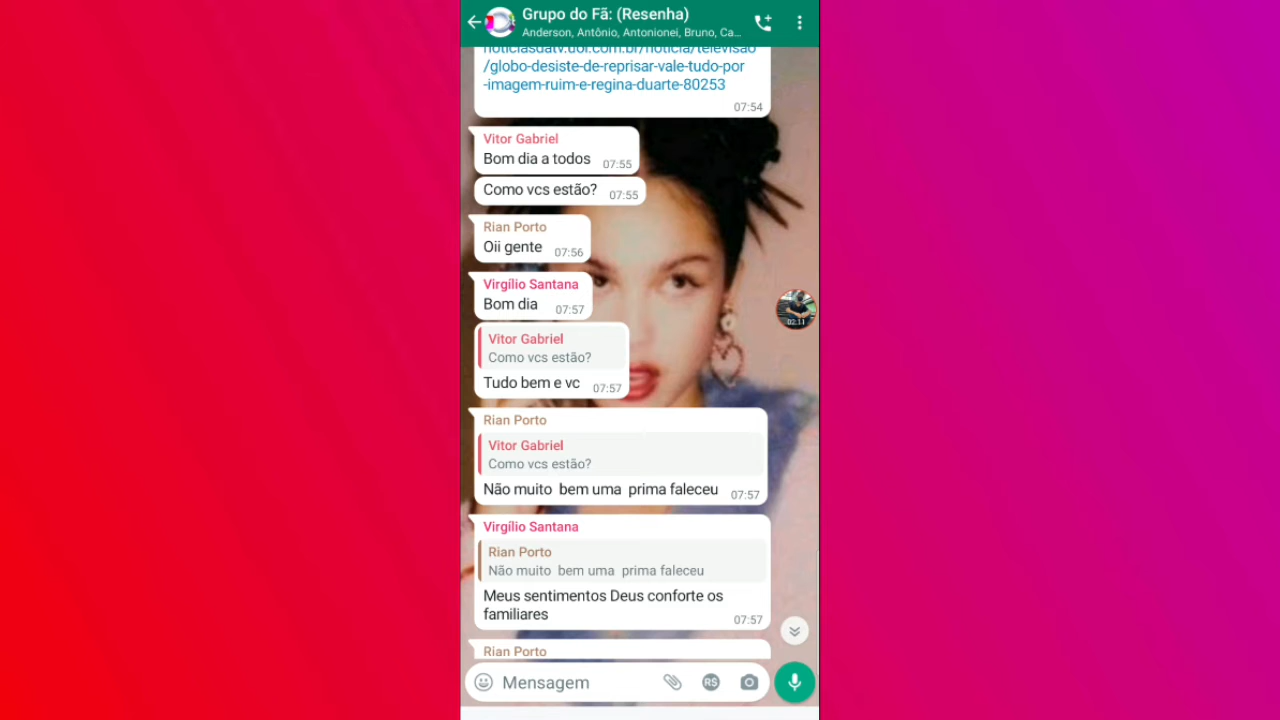 Grupo do Fã: (Resenha)
Anderson, Antônio, Antonionei, Bruno, Ca...
noticiasdatv.uol.com.br/noticia/televisao
/globo-desiste-de-reprisar-vale-tudo-por
-imagem-ruim-e-regina-duarte-80253
07:54
Vitor Gabriel
Bom dia a todos 07:55
Como vcs estão? 07:55
Rian Porto
Oii gente 07:56
Virgílio Santana
Bom dia 07:57
Vitor Gabriel
Como vcs estão?
Tudo bem e vc 07:57
Rian Porto
Vitor Gabriel
Como vcs estão?
Não muito  bem uma  prima faleceu 07:57
Virgílio Santana
Rian Porto
Não muito  bem uma  prima faleceu
Meus sentimentos Deus conforte os
familiares
07:57
Rian Porto
Mensagem
R$
02:11